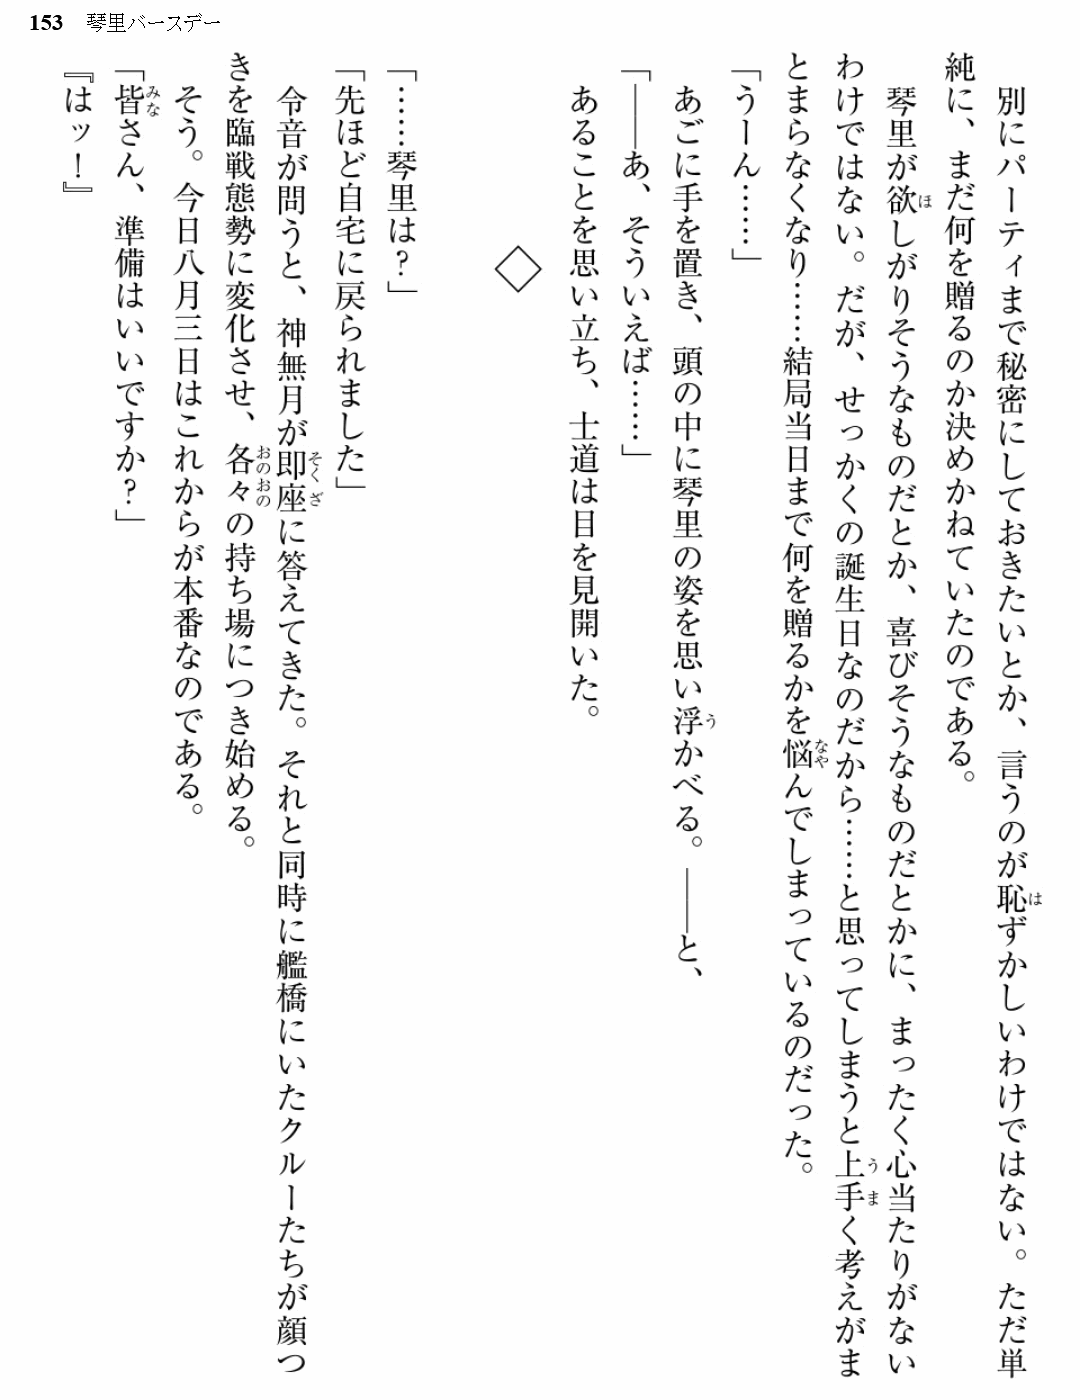 153 琴里バースデー
別にパーティまで秘密にしておきたいとか、言うのが恥ずかしいわけではない。ただ単
純に、まだ何を贈るのか決めかねていたのである。
琴里が欲しがりそうなものだとか、喜びそうなものだとかに、まったく心当たりがない
わけではない。だが、せっかくの誕生日なのだから……と思ってしまうと上手く考えがま
とまらなくなり……結局当日まで何を贈るかを悩んでしまっているのだった。
「うーん……」
あごに手を置き、頭の中に琴里の姿を思い浮かべる。――と、
「――あ、そういえば……」
あることを思い立ち、士道は目を見開いた。
◇
「……琴里は?」
「先ほど自宅に戻られました」
令音が問うと、神無月が即座に答えてきた。それと同時に艦橋にいたクルーたちが顔つ
きを臨戦態勢に変化させ、各々の持ち場につき始める。
そう。今日八月三日はこれからが本番なのである。
「皆さん、準備はいいですか?」
『はッ!』